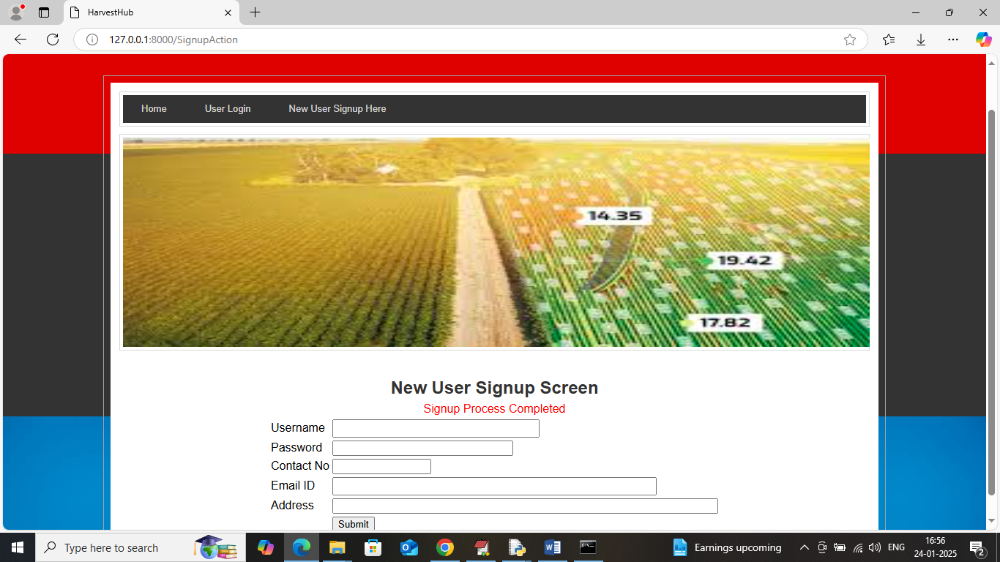 HarvestHub
127.0.0.1:8000/SignupAction
Home User Login New User Signup Here
14.35
19.42
17.82
New User Signup Screen
Signup Process Completed
Username
Password
Contact No
Email ID
Address
Submit
Type here to search
Earnings upcoming
ENG
16:56
24-01-2025
2